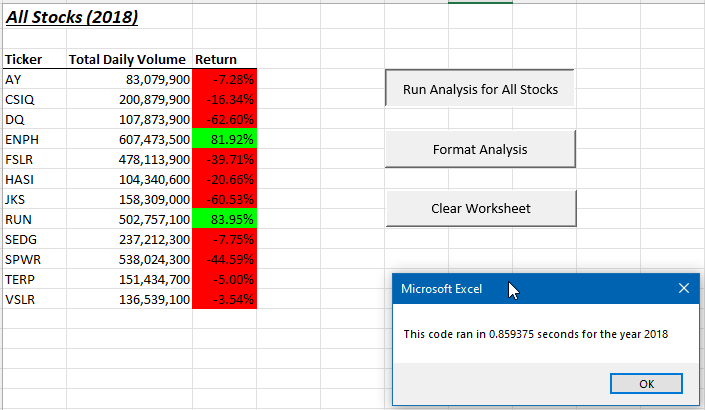 All Stocks (2018)
Ticker Total Daily Volume Return
AY 83,079,900 -7.28%
CSIQ 200,879,900 -16.34%
DQ 107,873,900 -62.60%
ENPH 607,473,500 81.92%
FSLR 478,113,900 -39.71%
HASI 104,340,600 -20.66%
JKS 158,309,000 -60.53%
RUN 502,757,100 83.95%
SEDG 237,212,300 -7.75%
SPWR 538,024,300 -44.59%
TERP 151,434,700 -5.00%
VSLR 136,539,100 -3.54%
Run Analysis for All Stocks
Format Analysis
Clear Worksheet
Microsoft Excel
This code ran in 0.859375 seconds for the year 2018
OK